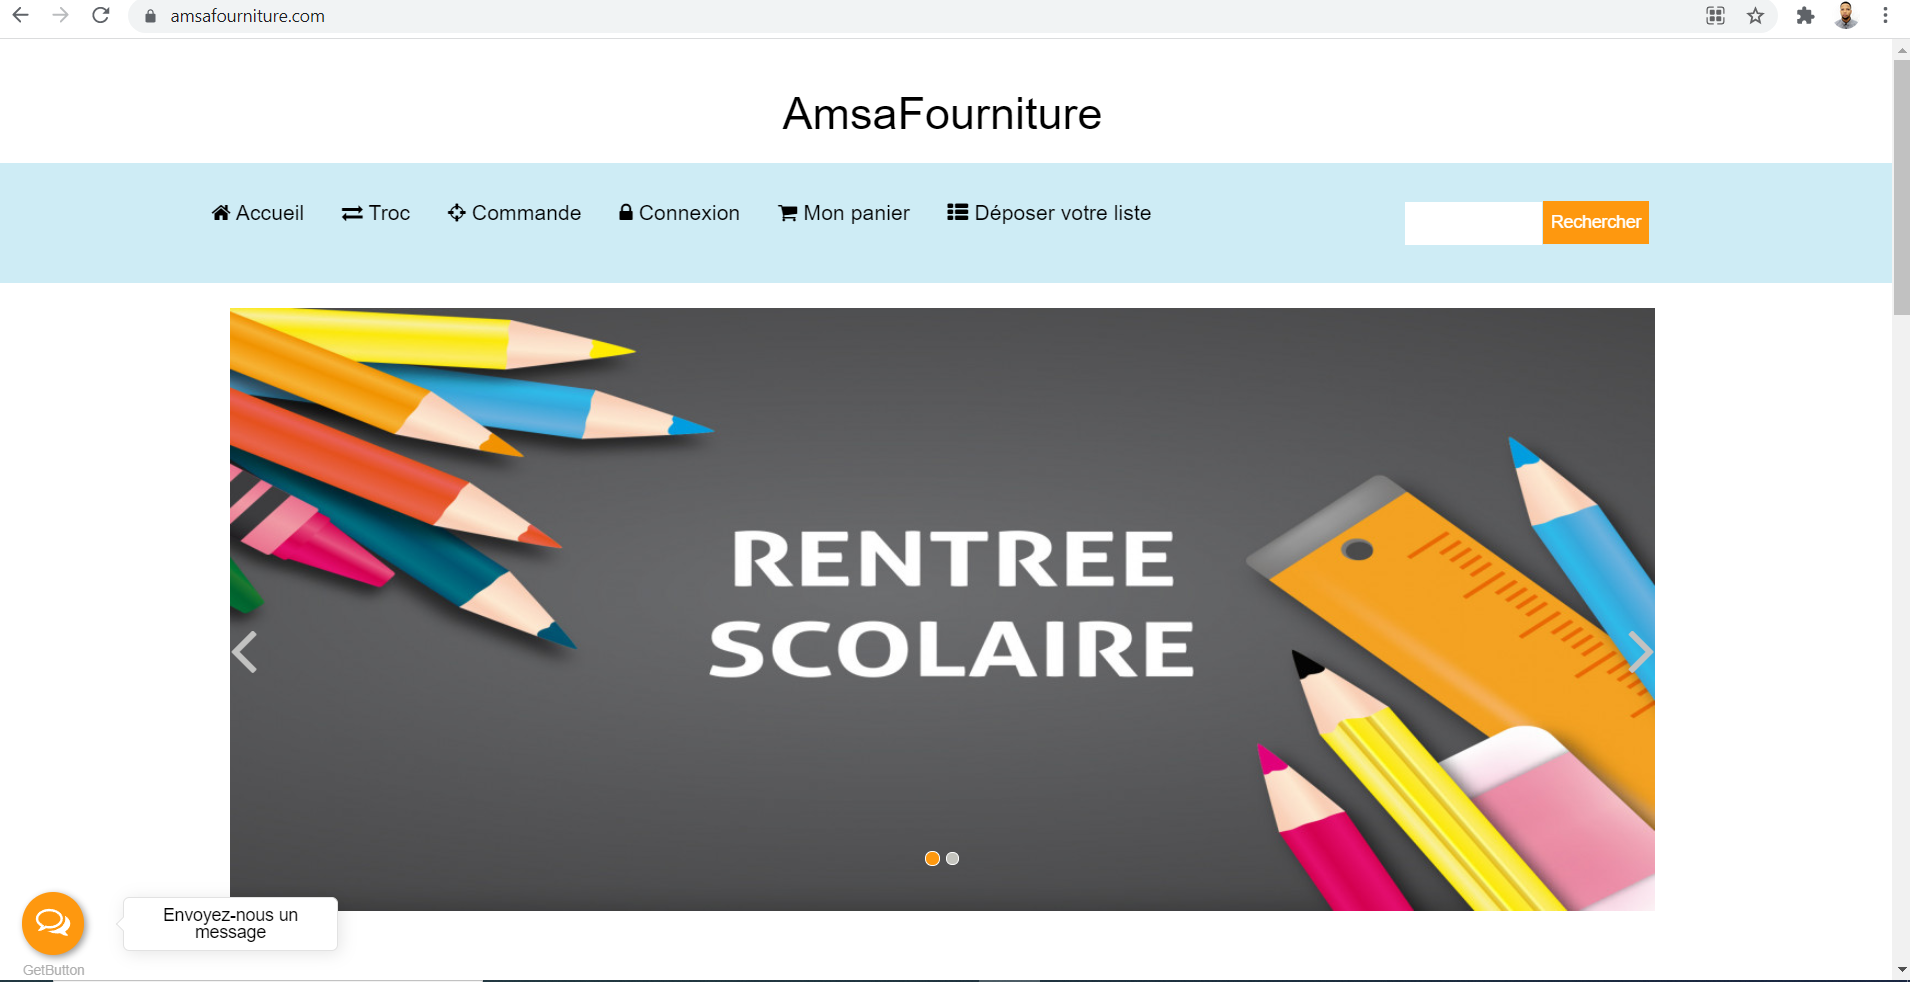 amsafourniture.com
AmsaFourniture
Accueil Troc Commande Connexion Mon panier Déposer votre liste Rechercher
RENTREE
SCOLAIRE
Envoyez-nous un
message
GetButton